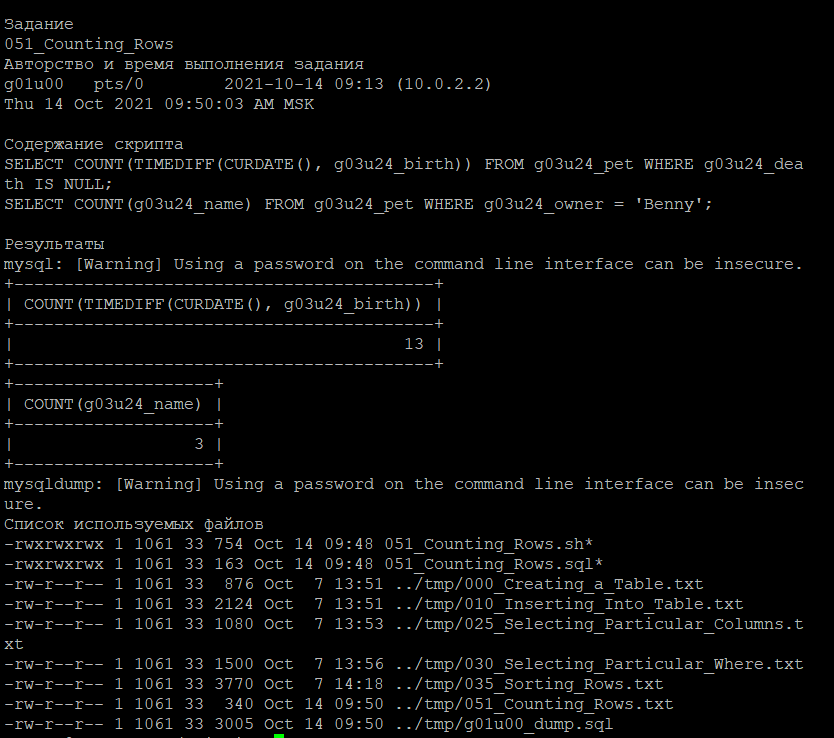 Задание
051_Counting_Rows
Авторство и время выполнения задания
g01u00   pts/0        2021-10-14 09:13 (10.0.2.2)
Thu 14 Oct 2021 09:50:03 AM MSK
Содержание скрипта
SELECT COUNT(TIMEDIFF(CURDATE(), g03u24_birth)) FROM g03u24_pet WHERE g03u24_dea
th IS NULL;
SELECT COUNT(g03u24_name) FROM g03u24_pet WHERE g03u24_owner = 'Benny';
Результаты
mysql: [Warning] Using a password on the command line interface can be insecure.
+------------------------------------------+
| COUNT(TIMEDIFF(CURDATE(), g03u24_birth)) |
+------------------------------------------+
|                                       13 |
+------------------------------------------+
+--------------------+
| COUNT(g03u24_name) |
+--------------------+
|                  3 |
+--------------------+
mysqldump: [Warning] Using a password on the command line interface can be insec
ure.
Список используемых файлов
-rwxrwxrwx 1 1061 33 754 Oct 14 09:48 051_Counting_Rows.sh*
-rwxrwxrwx 1 1061 33 163 Oct 14 09:48 051_Counting_Rows.sql*
-rw-r--r-- 1 1061 33  876 Oct  7 13:51 ../tmp/000_Creating_a_Table.txt
-rw-r--r-- 1 1061 33 2124 Oct  7 13:51 ../tmp/010_Inserting_Into_Table.txt
-rw-r--r-- 1 1061 33 1080 Oct  7 13:53 ../tmp/025_Selecting_Particular_Columns.t
xt
-rw-r--r-- 1 1061 33 1500 Oct  7 13:56 ../tmp/030_Selecting_Particular_Where.txt
-rw-r--r-- 1 1061 33 3770 Oct  7 14:18 ../tmp/035_Sorting_Rows.txt
-rw-r--r-- 1 1061 33  340 Oct 14 09:50 ../tmp/051_Counting_Rows.txt
-rw-r--r-- 1 1061 33 3005 Oct 14 09:50 ../tmp/g01u00_dump.sql